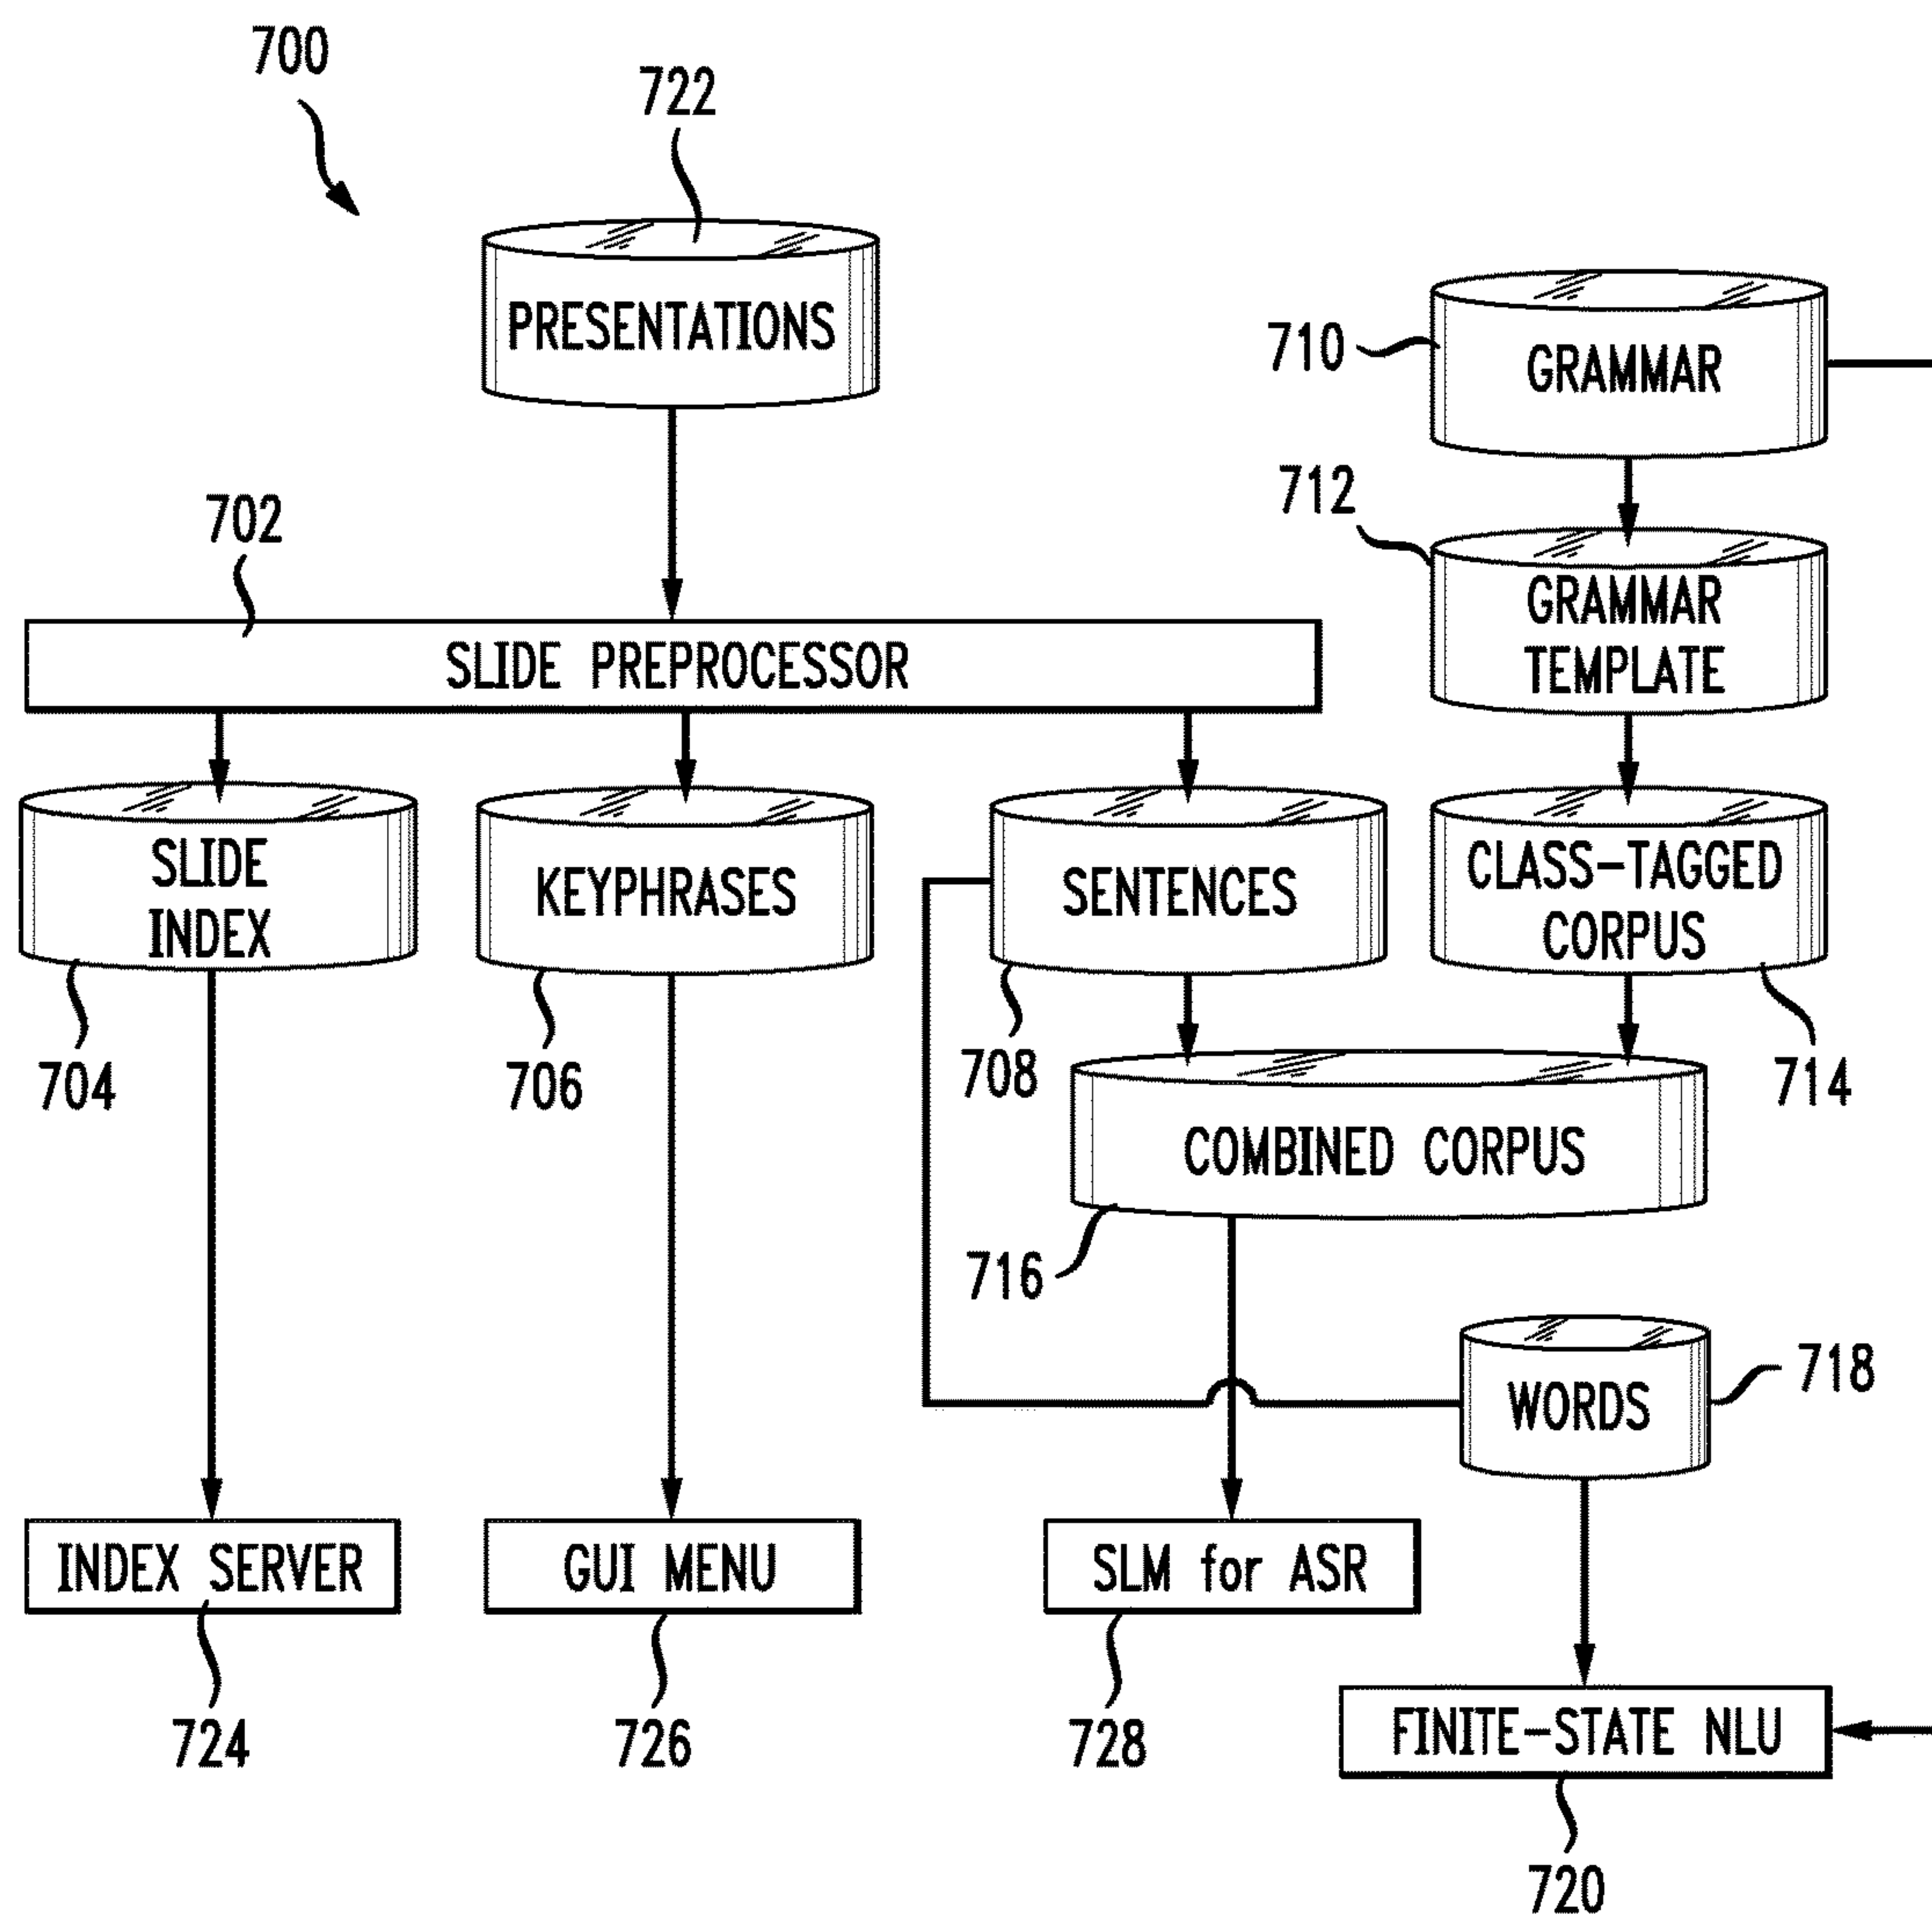 700
722
PRESENTATIONS
710
GRAMMAR
712
GRAMMAR
TEMPLATE
702
SLIDE PREPROCESSOR
SLIDE
INDEX
KEYPHRASES
SENTENCES
CLASS-TAGGED
CORPUS
704
706
708
714
COMBINED CORPUS
716
718
WORDS
INDEX SERVER
GUI MENU
SLM for ASR
724
726
728
FINITE-STATE NLU
720